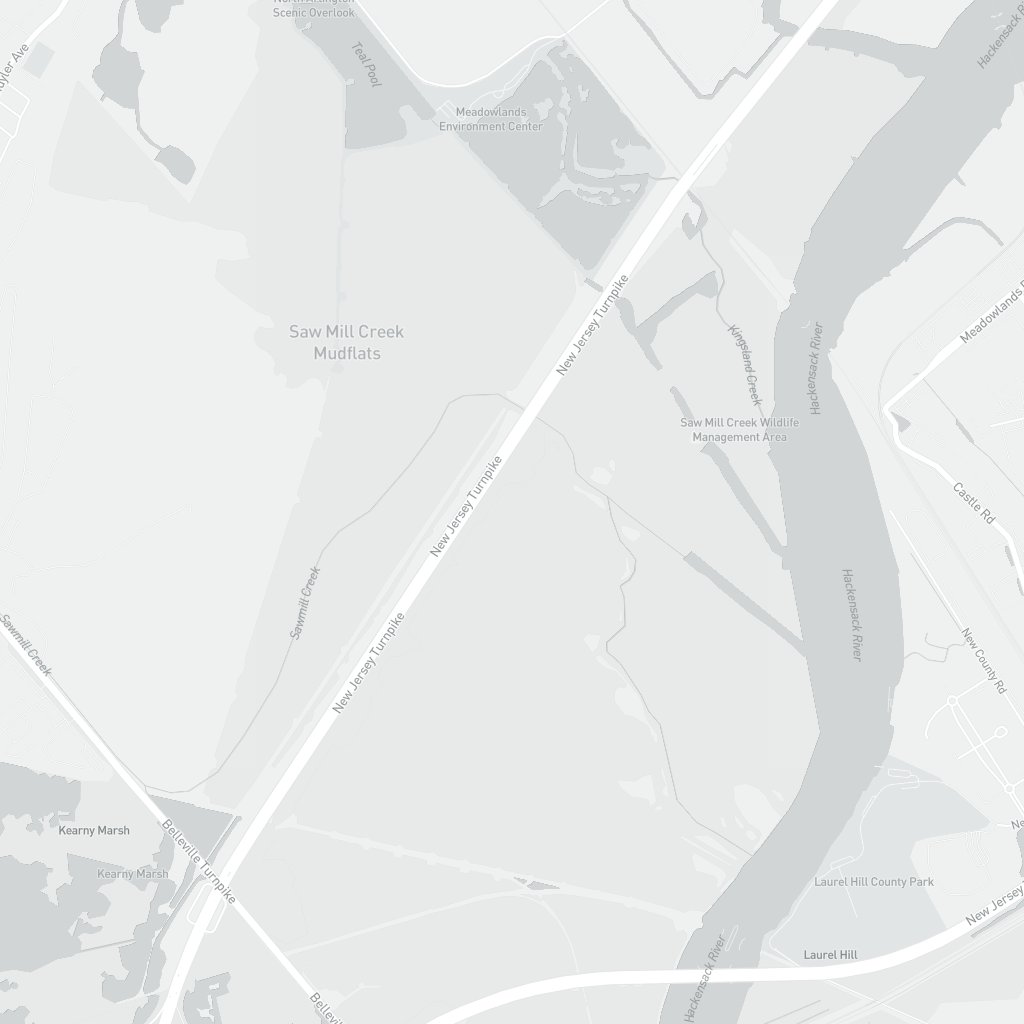 North Arlington
Scenic Overlook
Hackensack River
Teal Pool
Meadowlands
Environment Center
New Jersey Turnpike
Meadowlands
Saw Mill Creek
Mudflats
Kingsland Creek
Hackensack River
Saw Mill Creek Wildlife
Management Area
New Jersey Turnpike
Castle Rd
Sawmill Creek
Hackensack River
Sawmill Creek
New Jersey Turnpike
New County Rd
Kearny Marsh
Belleville Turnpike
Kearny Marsh
Laurel Hill County Park
New Jersey
Laurel Hill
Hackensack River